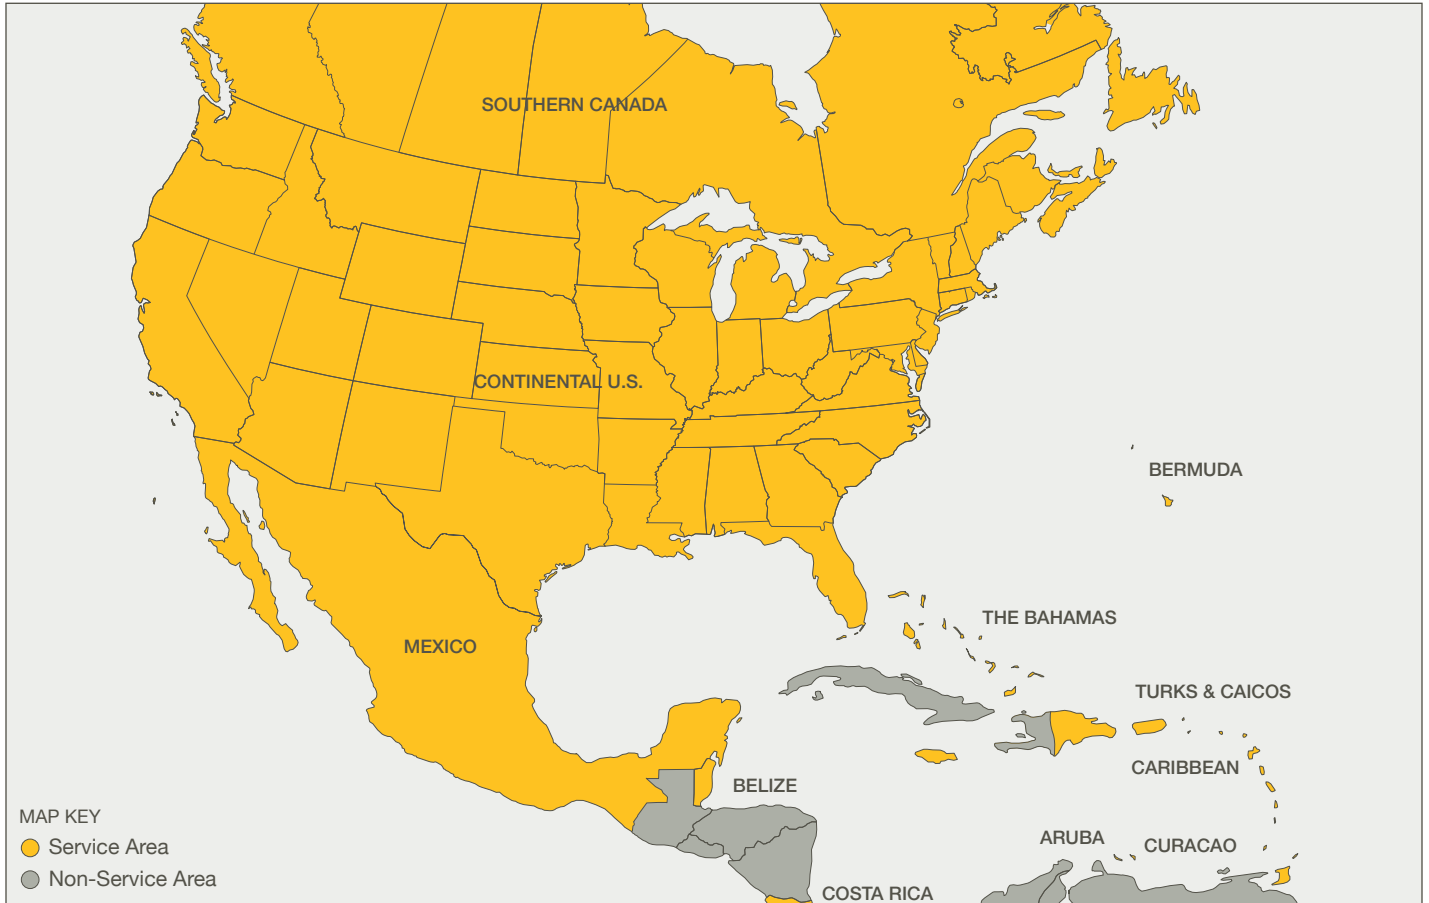 SOUTHERN CANADA
CONTINENTAL U.S.
BERMUDA
THE BAHAMAS
MEXICO
TURKS & CAICOS
CARIBBEAN
BELIZE
MAP KEY
Service Area
Non-Service Area
ARUBA
CURACAO
COSTA RICA